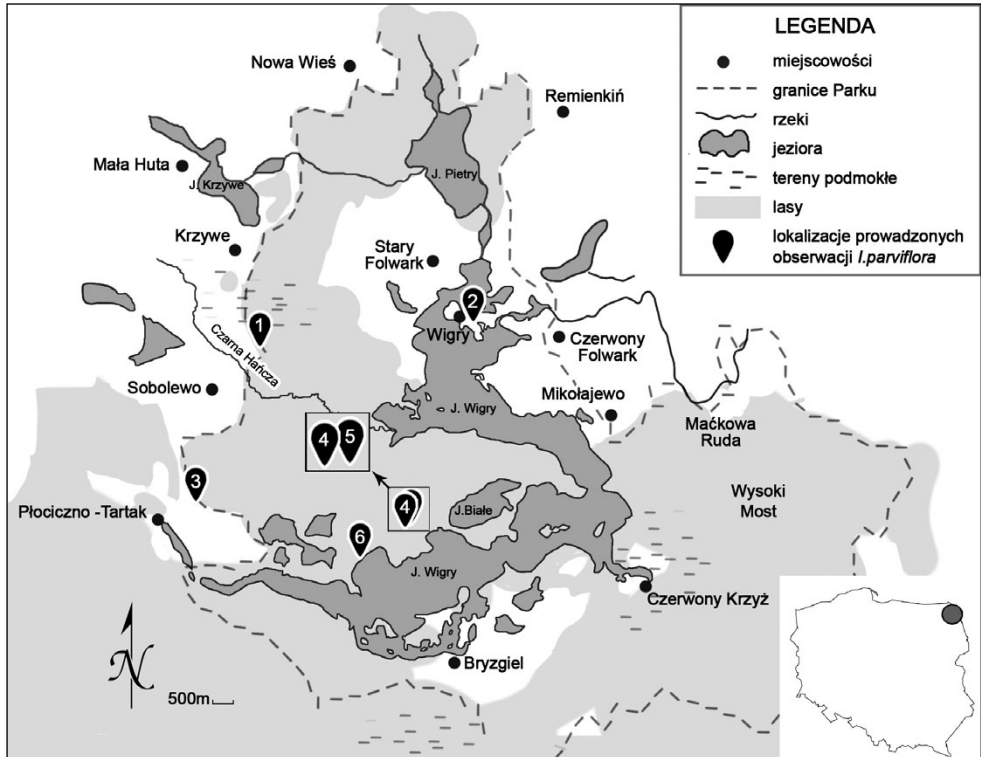 LEGENDA
miejscowości
granice Parku
rzeki
jeziora
tereny podmokłe
lasy
lokalizacje prowadzonych
obserwacji I.parviflora
Nowa Wieś
Remienkiń
Mała Huta
J. Krzywe
J. Pietry
Krzywe
Stary
Folwark
1
2
Wigry
Czarna Hańcza
Czerwony
Folwark
Sobolewo
J. Wigry
Mikołajewo
Maćkowa
Ruda
4
5
3
Wysoki
Most
Płociczno -Tartak
4
J.Białe
6
J. Wigry
Czerwony Krzyż
N
Bryzgiel
500m